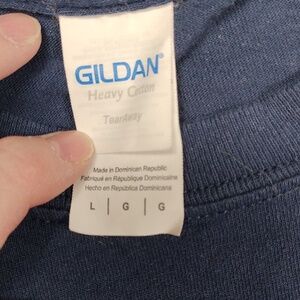 GILDAN®
Heavy Cotton
TearAway
Made in Dominican Republic
Fabriqué en République Dominicaine
Hecho en República Dominicana
L | G | G